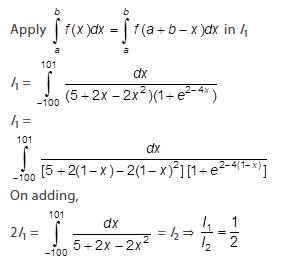 Apply ∫_a^b f(x)dx = ∫_a^b f(a + b – x)dx in I₁
I₁ = ∫_{–100}^{101} dx / (5 + 2x – 2x²)(1 + e^{2–4x})
I₁ =
∫_{–100}^{101} dx / [5 + 2(1–x) – 2(1–x)²] [1 + e^{2–4(1–x)}]
On adding,
2I₁ = ∫_{–100}^{101} dx / 5 + 2x – 2x² = I₂ ⇒ I₁/I₂ = 1/2